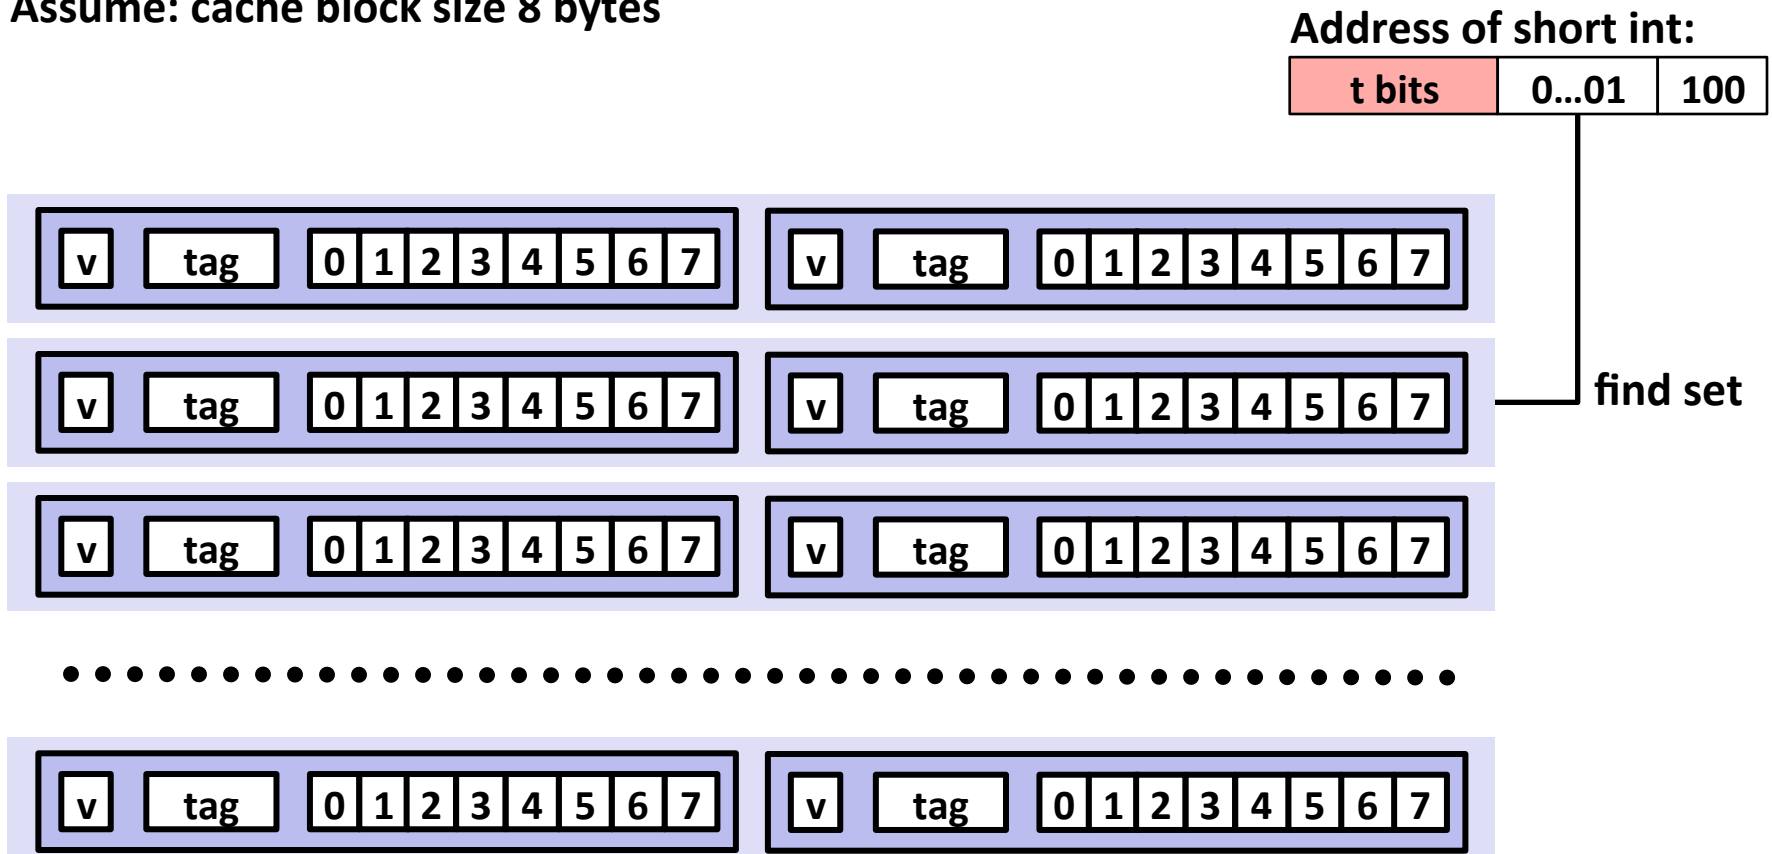 Assume: cache block size 8 bytes
Address of short int:
t bits 0...01 100
v tag 0 1 2 3 4 5 6 7 v tag 0 1 2 3 4 5 6 7
v tag 0 1 2 3 4 5 6 7 v tag 0 1 2 3 4 5 6 7 find set
v tag 0 1 2 3 4 5 6 7 v tag 0 1 2 3 4 5 6 7
v tag 0 1 2 3 4 5 6 7 v tag 0 1 2 3 4 5 6 7